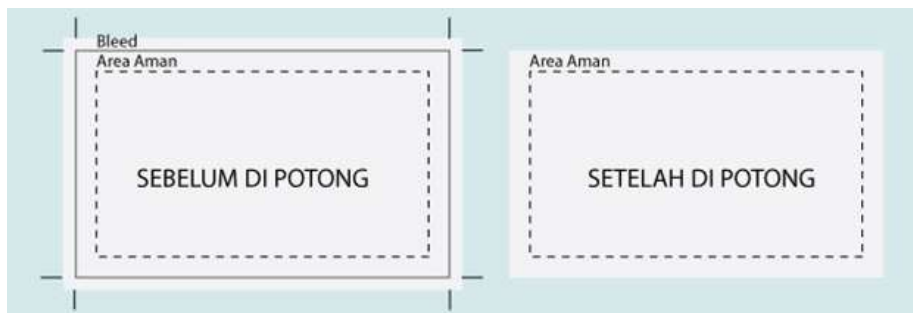 Bleed
Area Aman
SEBELUM DI POTONG
Area Aman
SETELAH DI POTONG